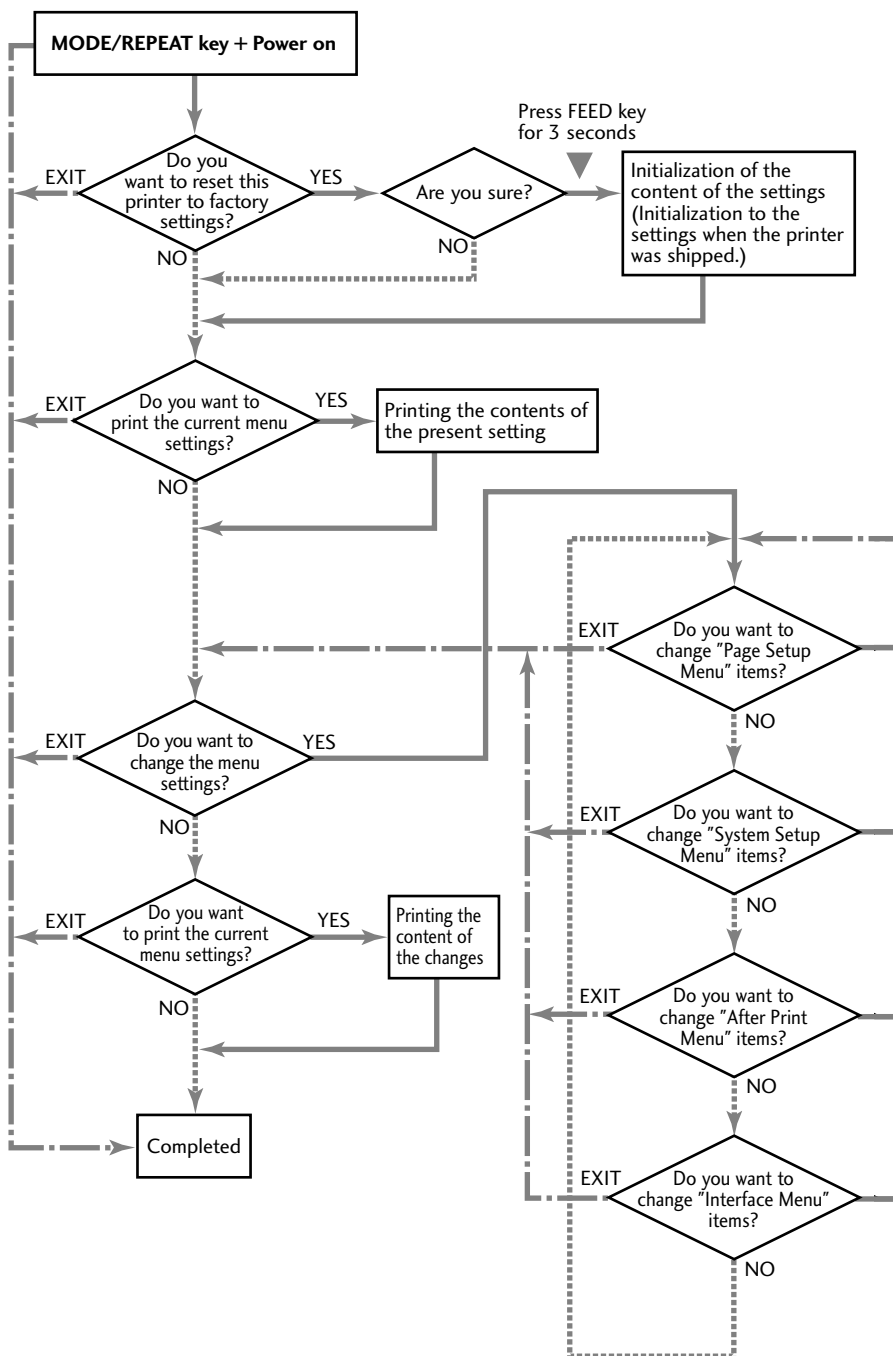 MODE/REPEAT key + Power on
Press FEED key
for 3 seconds
EXIT
Do you
want to reset this
printer to factory
settings?
YES
Are you sure?
Initialization of the
content of the settings
(Initialization to the
settings when the printer
was shipped.)
NO
NO
EXIT
Do you want to
print the current menu
settings?
YES
Printing the contents of
the present setting
NO
EXIT
Do you want to
change the menu
settings?
YES
NO
EXIT
Do you want
to print the current
menu settings?
YES
Printing the
content of
the changes
NO
Completed
EXIT
Do you want to
change "Page Setup
Menu" items?
NO
EXIT
Do you want to
change "System Setup
Menu" items?
NO
EXIT
Do you want to
change "After Print
Menu" items?
NO
EXIT
Do you want to
change "Interface Menu"
items?
NO